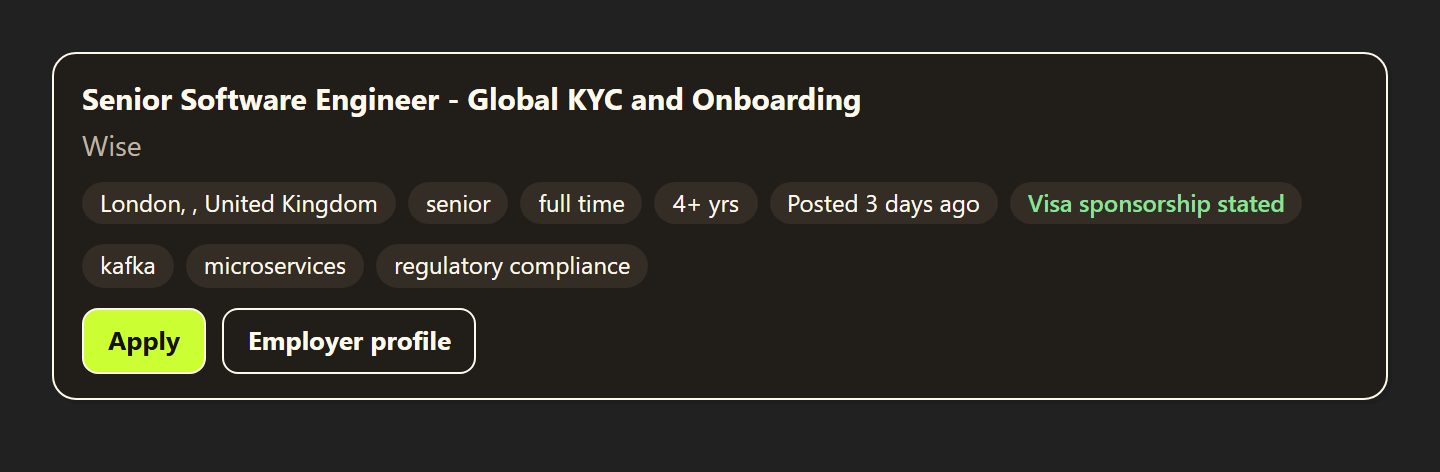 Senior Software Engineer - Global KYC and Onboarding
Wise
London, , United Kingdom senior full time 4+ yrs Posted 3 days ago Visa sponsorship stated
kafka microservices regulatory compliance
Apply Employer profile